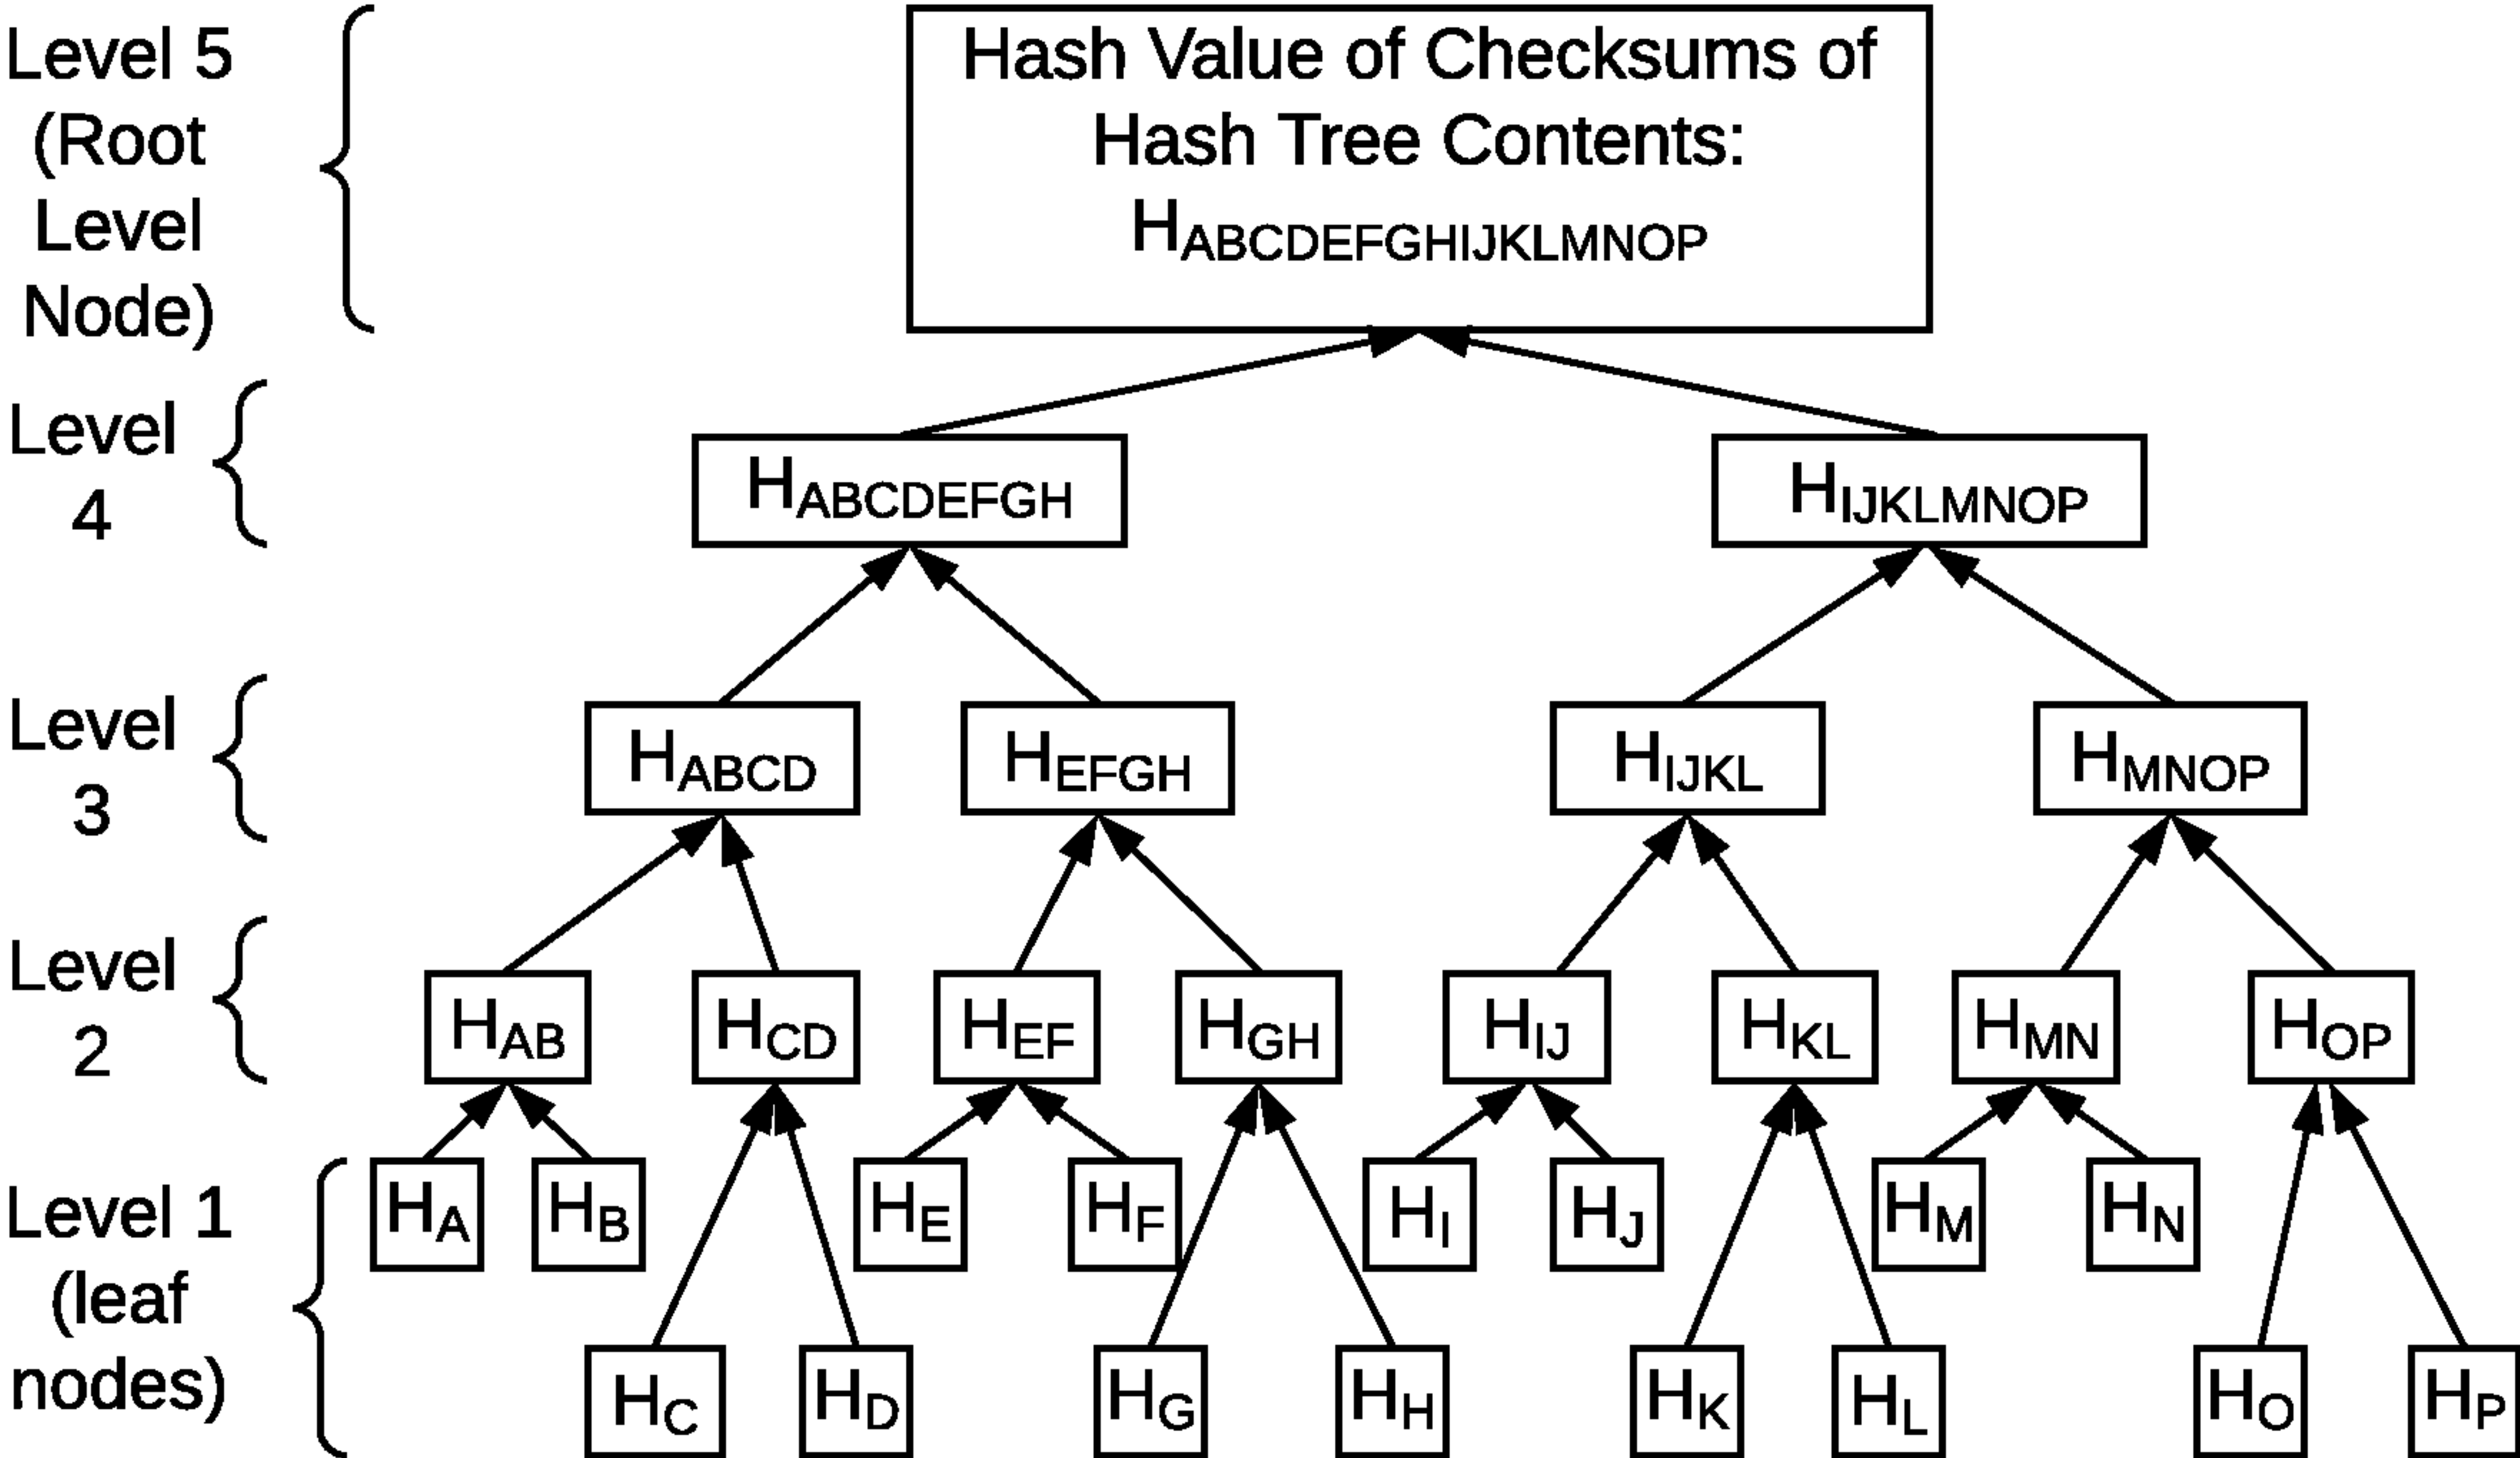 Level 5
(Root
Level
Node)
Hash Value of Checksums of
Hash Tree Contents:
HABCDEFGHIJKLMNOP
Level
4
HABCDEFGH
HIJKLMNOP
Level
3
HABCD
HEFGH
HIJKL
HMNOP
Level
2
HAB
HCD
HEF
HGH
HIJ
HKL
HMN
HOP
Level 1
(leaf
nodes)
HA
HB
HE
HF
HI
HJ
HM
HN
HC
HD
HG
HH
HK
HL
HO
HP